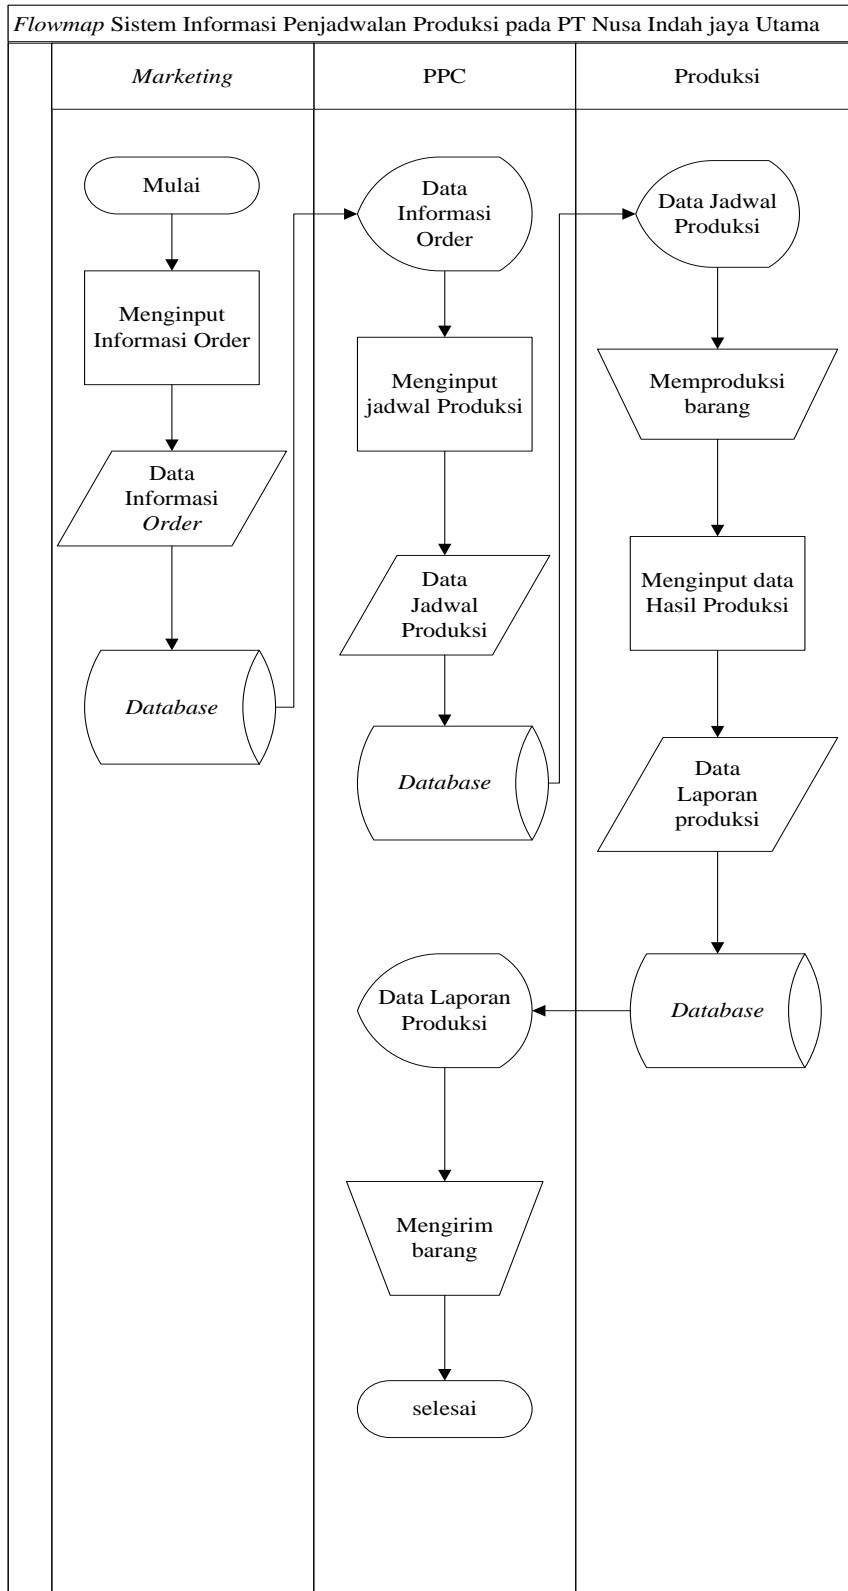 Flowmap Sistem Informasi Penjadwalan Produksi pada PT Nusa Indah jaya Utama
Marketing
PPC
Produksi
Mulai
Menginput
Informasi Order
Data
Informasi
Order
Database
Data
Informasi
Order
Menginput
jadwal Produksi
Data
Jadwal
Produksi
Database
Data Jadwal
Produksi
Memproduksi
barang
Menginput data
Hasil Produksi
Data
Laporan
produksi
Database
Data Laporan
Produksi
Mengirim
barang
selesai